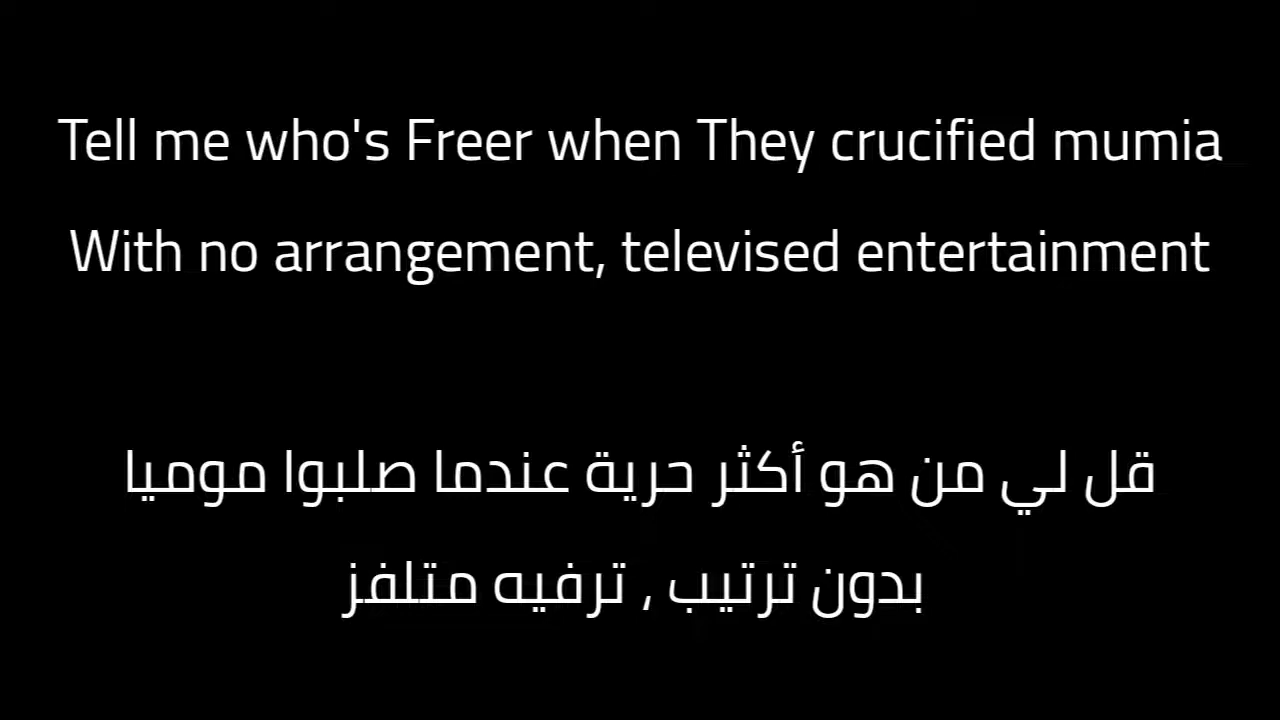 Tell me who's Freer when They crucified mumia
With no arrangement, televised entertainment
قل لي من هو أكثر حرية عندما صلبوا موميا
بدون ترتيب , ترفيه متلفز